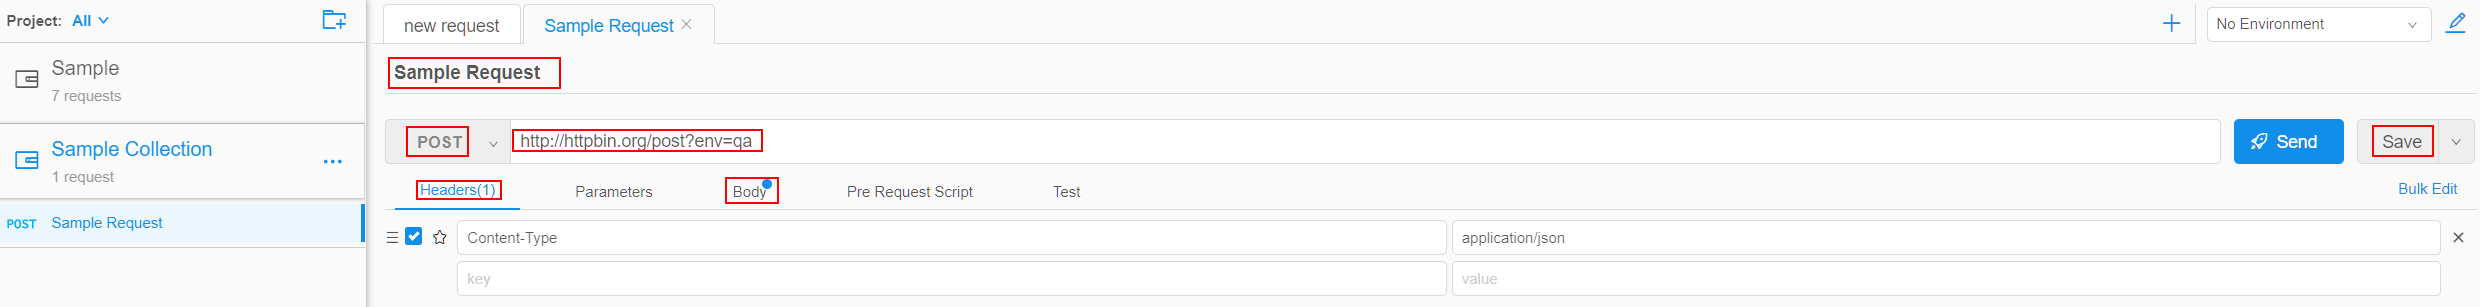 Project: All
Sample
7 requests
Sample Collection
1 request
POST Sample Request
new request
Sample Request
No Environment
Sample Request
POST
http://httpbin.org/post?env=qa
Send
Save
Headers(1)
Parameters
Body
Pre Request Script
Test
Bulk Edit
Content-Type
application/json
key
value